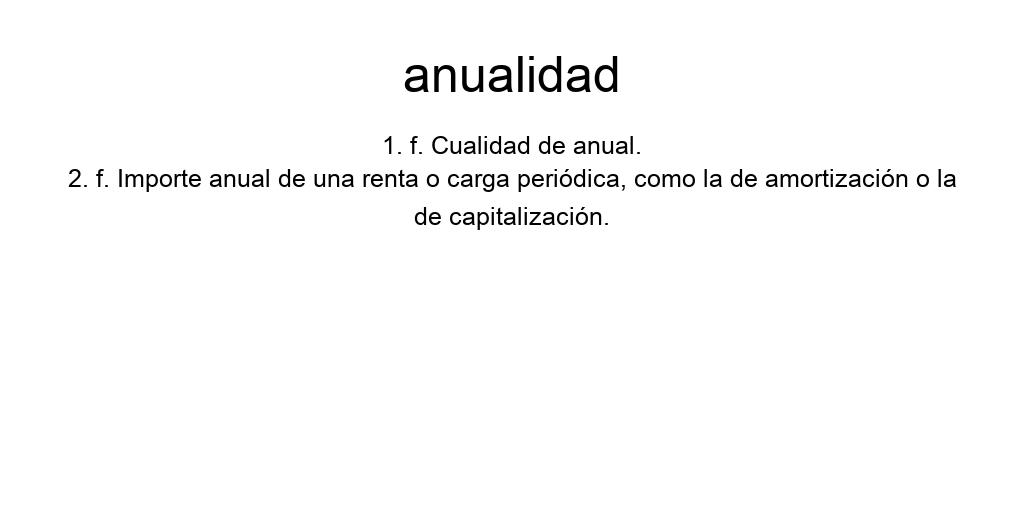 anualidad
1. f. Cualidad de anual.
2. f. Importe anual de una renta o carga periódica, como la de amortización o la
de capitalización.